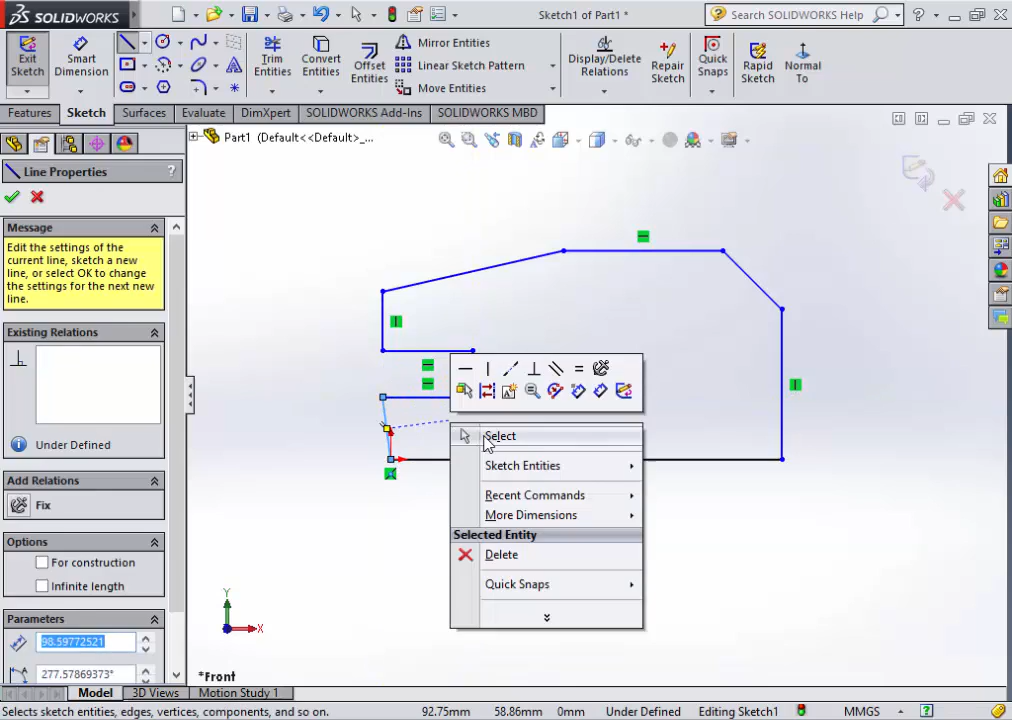 SOLIDWORKS
Sketch1 of Part1 *
Search SOLIDWORKS Help
?
Exit Sketch
Smart Dimension
Trim Entities
Convert Entities
Offset Entities
Mirror Entities
Linear Sketch Pattern
Move Entities
Display/Delete Relations
Repair Sketch
Quick Snaps
Rapid Sketch
Normal To
Features
Sketch
Surfaces
Evaluate
DimXpert
SOLIDWORKS Add-Ins
SOLIDWORKS MBD
Part1 (Default<<Default>_...
Line Properties
?
Message
Edit the settings of the
current line, sketch a new
line, or select OK to change
the settings for the next new
line.
Existing Relations
Under Defined
Add Relations
Fix
Options
For construction
Infinite length
Parameters
98.59772521
277.57869373°
Select
Sketch Entities
Recent Commands
More Dimensions
Selected Entity
Delete
Quick Snaps
Y
X
*Front
Model
3D Views
Motion Study 1
Selects sketch entities, edges, vertices, components, and so on.
92.75mm
58.86mm
0mm
Under Defined
Editing Sketch1
MMGS
?